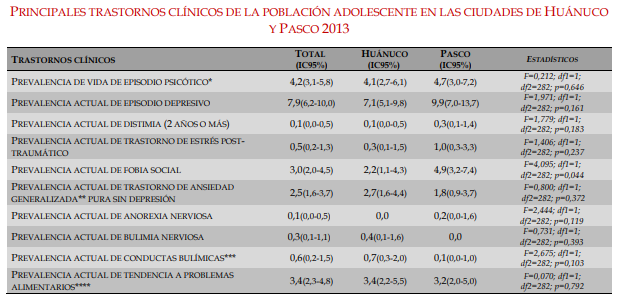 PRINCIPALES TRASTORNOS CLÍNICOS DE LA POBLACIÓN ADOLESCENTE EN LAS CIUDADES DE HUÁNUCO
Y PASCO 2013
TRASTORNOS CLÍNICOS TOTAL (IC95%) HUÁNUCO (IC95%) PASCO (IC95%) ESTADÍSTICOS
PREVALENCIA DE VIDA DE EPISODIO PSICÓTICO* 4,2(3,1-5,8) 4,1(2,7-6,1) 4,7(3,0-7,2) F=0,212; df1=1;
df2=282; p=0,646
PREVALENCIA ACTUAL DE EPISODIO DEPRESIVO 7,9(6,2-10,0) 7,1(5,1-9,8) 9,9(7,0-13,7) F=1,971; df1=1;
df2=282; p=0,161
PREVALENCIA ACTUAL DE DISTIMIA (2 AÑOS O MÁS) 0,1(0,0-0,5) 0,1(0,0-0,5) 0,3(0,1-1,4) F=1,779; df1=1;
df2=282; p=0,183
PREVALENCIA ACTUAL DE TRASTORNO DE ESTRÉS POST-
TRAUMÁTICO 0,5(0,2-1,3) 0,3(0,1-1,5) 1,0(0,3-3,3) F=1,406; df1=1;
df2=282; p=0,237
PREVALENCIA ACTUAL DE FOBIA SOCIAL 3,0(2,0-4,5) 2,2(1,1-4,3) 4,9(3,2-7,4) F=4,095; df1=1;
df2=282; p=0,044
PREVALENCIA ACTUAL DE TRASTORNO DE ANSIEDAD
GENERALIZADA** PURA SIN DEPRESIÓN 2,5(1,6-3,7) 2,7(1,6-4,4) 1,8(0,9-3,7) F=0,800; df1=1;
df2=282; p=0,372
PREVALENCIA ACTUAL DE ANOREXIA NERVIOSA 0,1(0,0-0,5) 0,0 0,2(0,0-1,6) F=2,444; df1=1;
df2=282; p=0,119
PREVALENCIA ACTUAL DE BULIMIA NERVIOSA 0,3(0,1-1,1) 0,4(0,1-1,6) 0,0 F=0,731; df1=1;
df2=282; p=0,393
PREVALENCIA ACTUAL DE CONDUCTAS BULÍMICAS*** 0,6(0,2-1,5) 0,7(0,3-2,0) 0,1(0,0-1,0) F=2,675; df1=1;
df2=282; p=0,103
PREVALENCIA ACTUAL DE TENDENCIA A PROBLEMAS
ALIMENTARIOS**** 3,4(2,3-4,8) 3,4(2,2-5,5) 3,2(2,0-5,0) F=0,070; df1=1;
df2=282; p=0,792